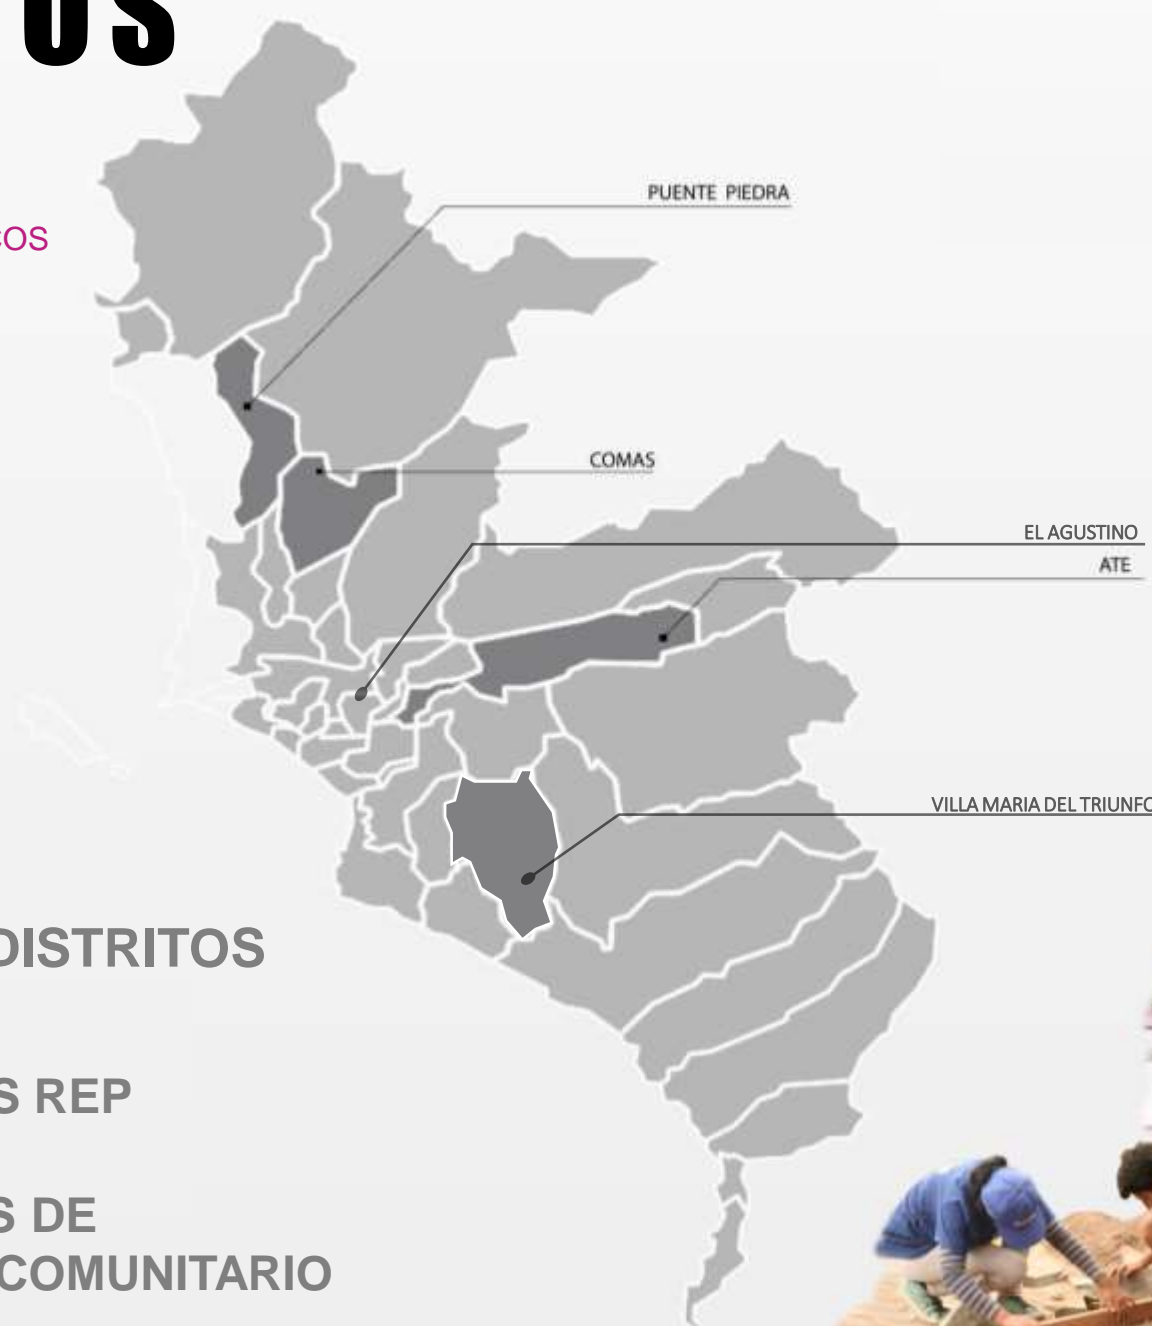 PUENTE PIEDRA
COMAS
EL AGUSTINO
ATE
VILLA MARIA DEL TRIUNFO
DISTRITOS
REP
DE
COMUNITARIO